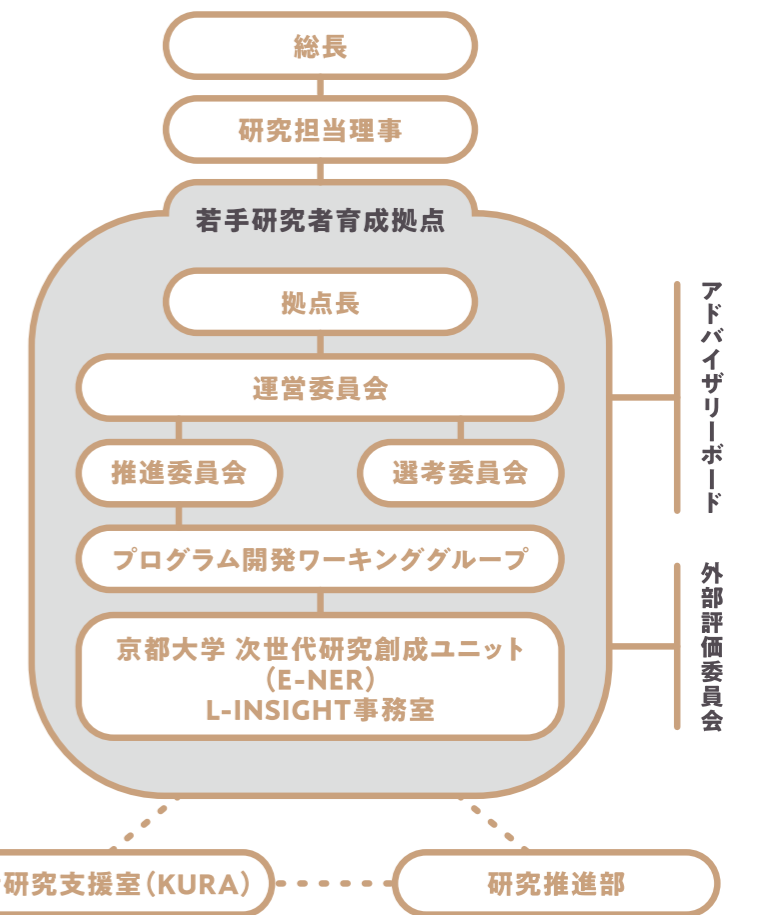 総長
研究担当理事
若手研究者育成拠点
拠点長
運営委員会
推進委員会
選考委員会
プログラム開発ワーキンググループ
京都大学 次世代研究創成ユニット
(E-NER)
L-INSIGHT事務室
アドバイザリーボード
外部評価委員会
研究支援室(KURA)
研究推進部